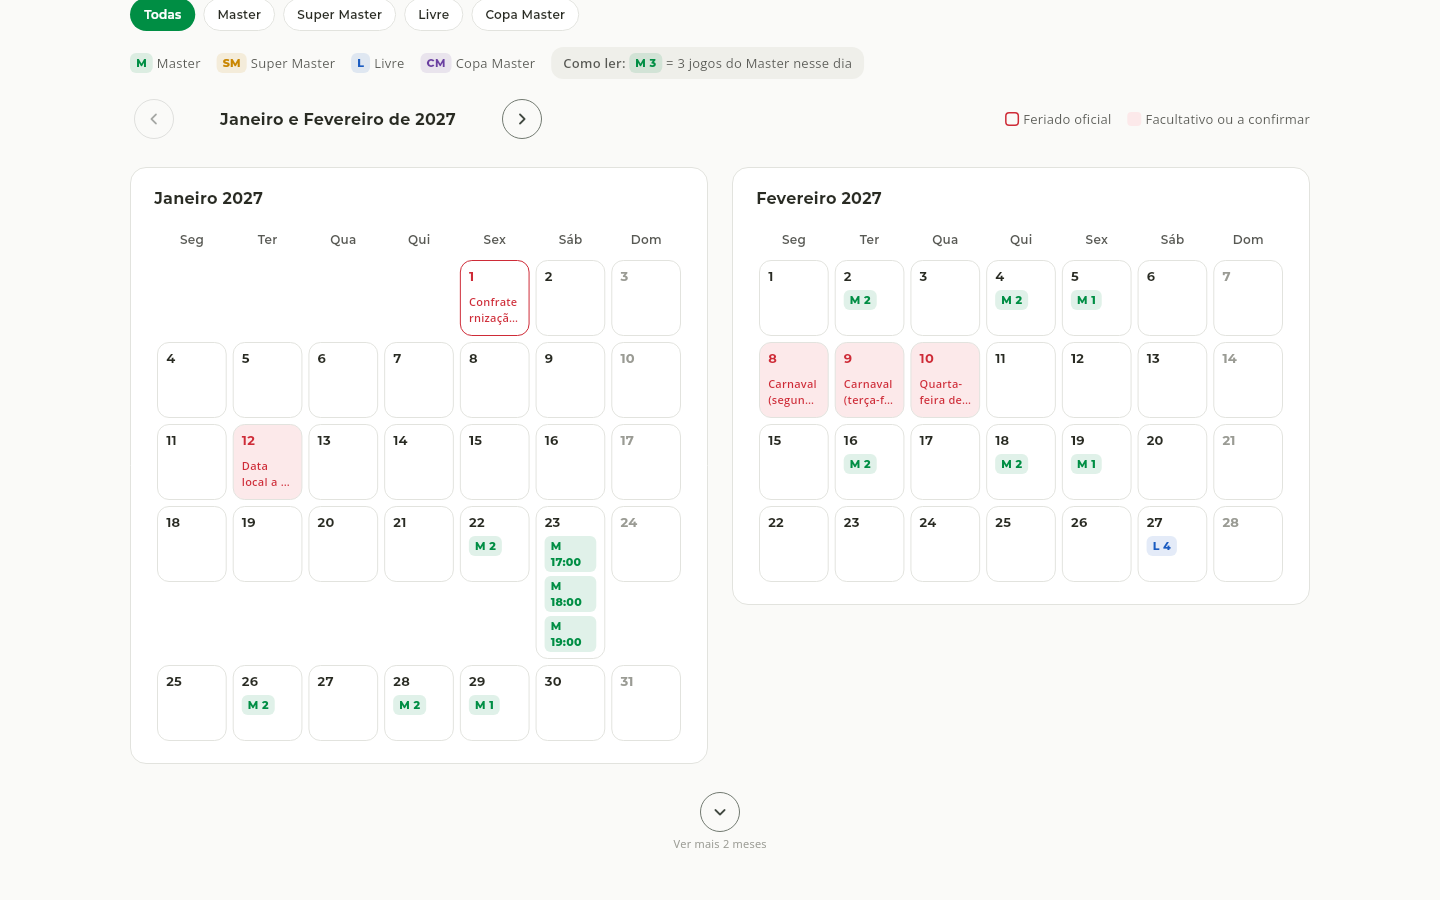 Todas Master Super Master Livre Copa Master
M Master SM Super Master L Livre CM Copa Master Como ler: M 3 = 3 jogos do Master nesse dia
Janeiro e Fevereiro de 2027
Feriado oficial Facultativo ou a confirmar
Janeiro 2027
Seg Ter Qua Qui Sex Sáb Dom
1 2 3
Confrate
rnizaçã...
4 5 6 7 8 9 10
11 12 13 14 15 16 17
Data
local a ...
18 19 20 21 22 23 24
M 2 M
17:00
M
18:00
M
19:00
25 26 27 28 29 30 31
M 2 M 2 M 1
Fevereiro 2027
Seg Ter Qua Qui Sex Sáb Dom
1 2 3 4 5 6 7
M 2 M 2 M 1
8 9 10 11 12 13 14
Carnaval Carnaval Quarta-
(segun... (terça-f... feira de...
15 16 17 18 19 20 21
M 2 M 2 M 1
22 23 24 25 26 27 28
L 4
Ver mais 2 meses